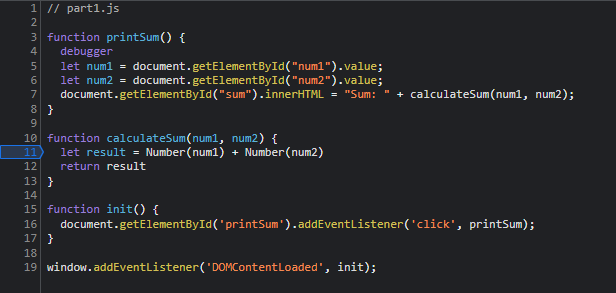 1 // part1.js
2
3 function printSum() {
4   debugger
5   let num1 = document.getElementById("num1").value;
6   let num2 = document.getElementById("num2").value;
7   document.getElementById("sum").innerHTML = "Sum: " + calculateSum(num1, num2);
8 }
9
10 function calculateSum(num1, num2) {
11   let result = Number(num1) + Number(num2)
12   return result
13 }
14
15 function init() {
16   document.getElementById('printSum').addEventListener('click', printSum);
17 }
18
19 window.addEventListener('DOMContentLoaded', init);